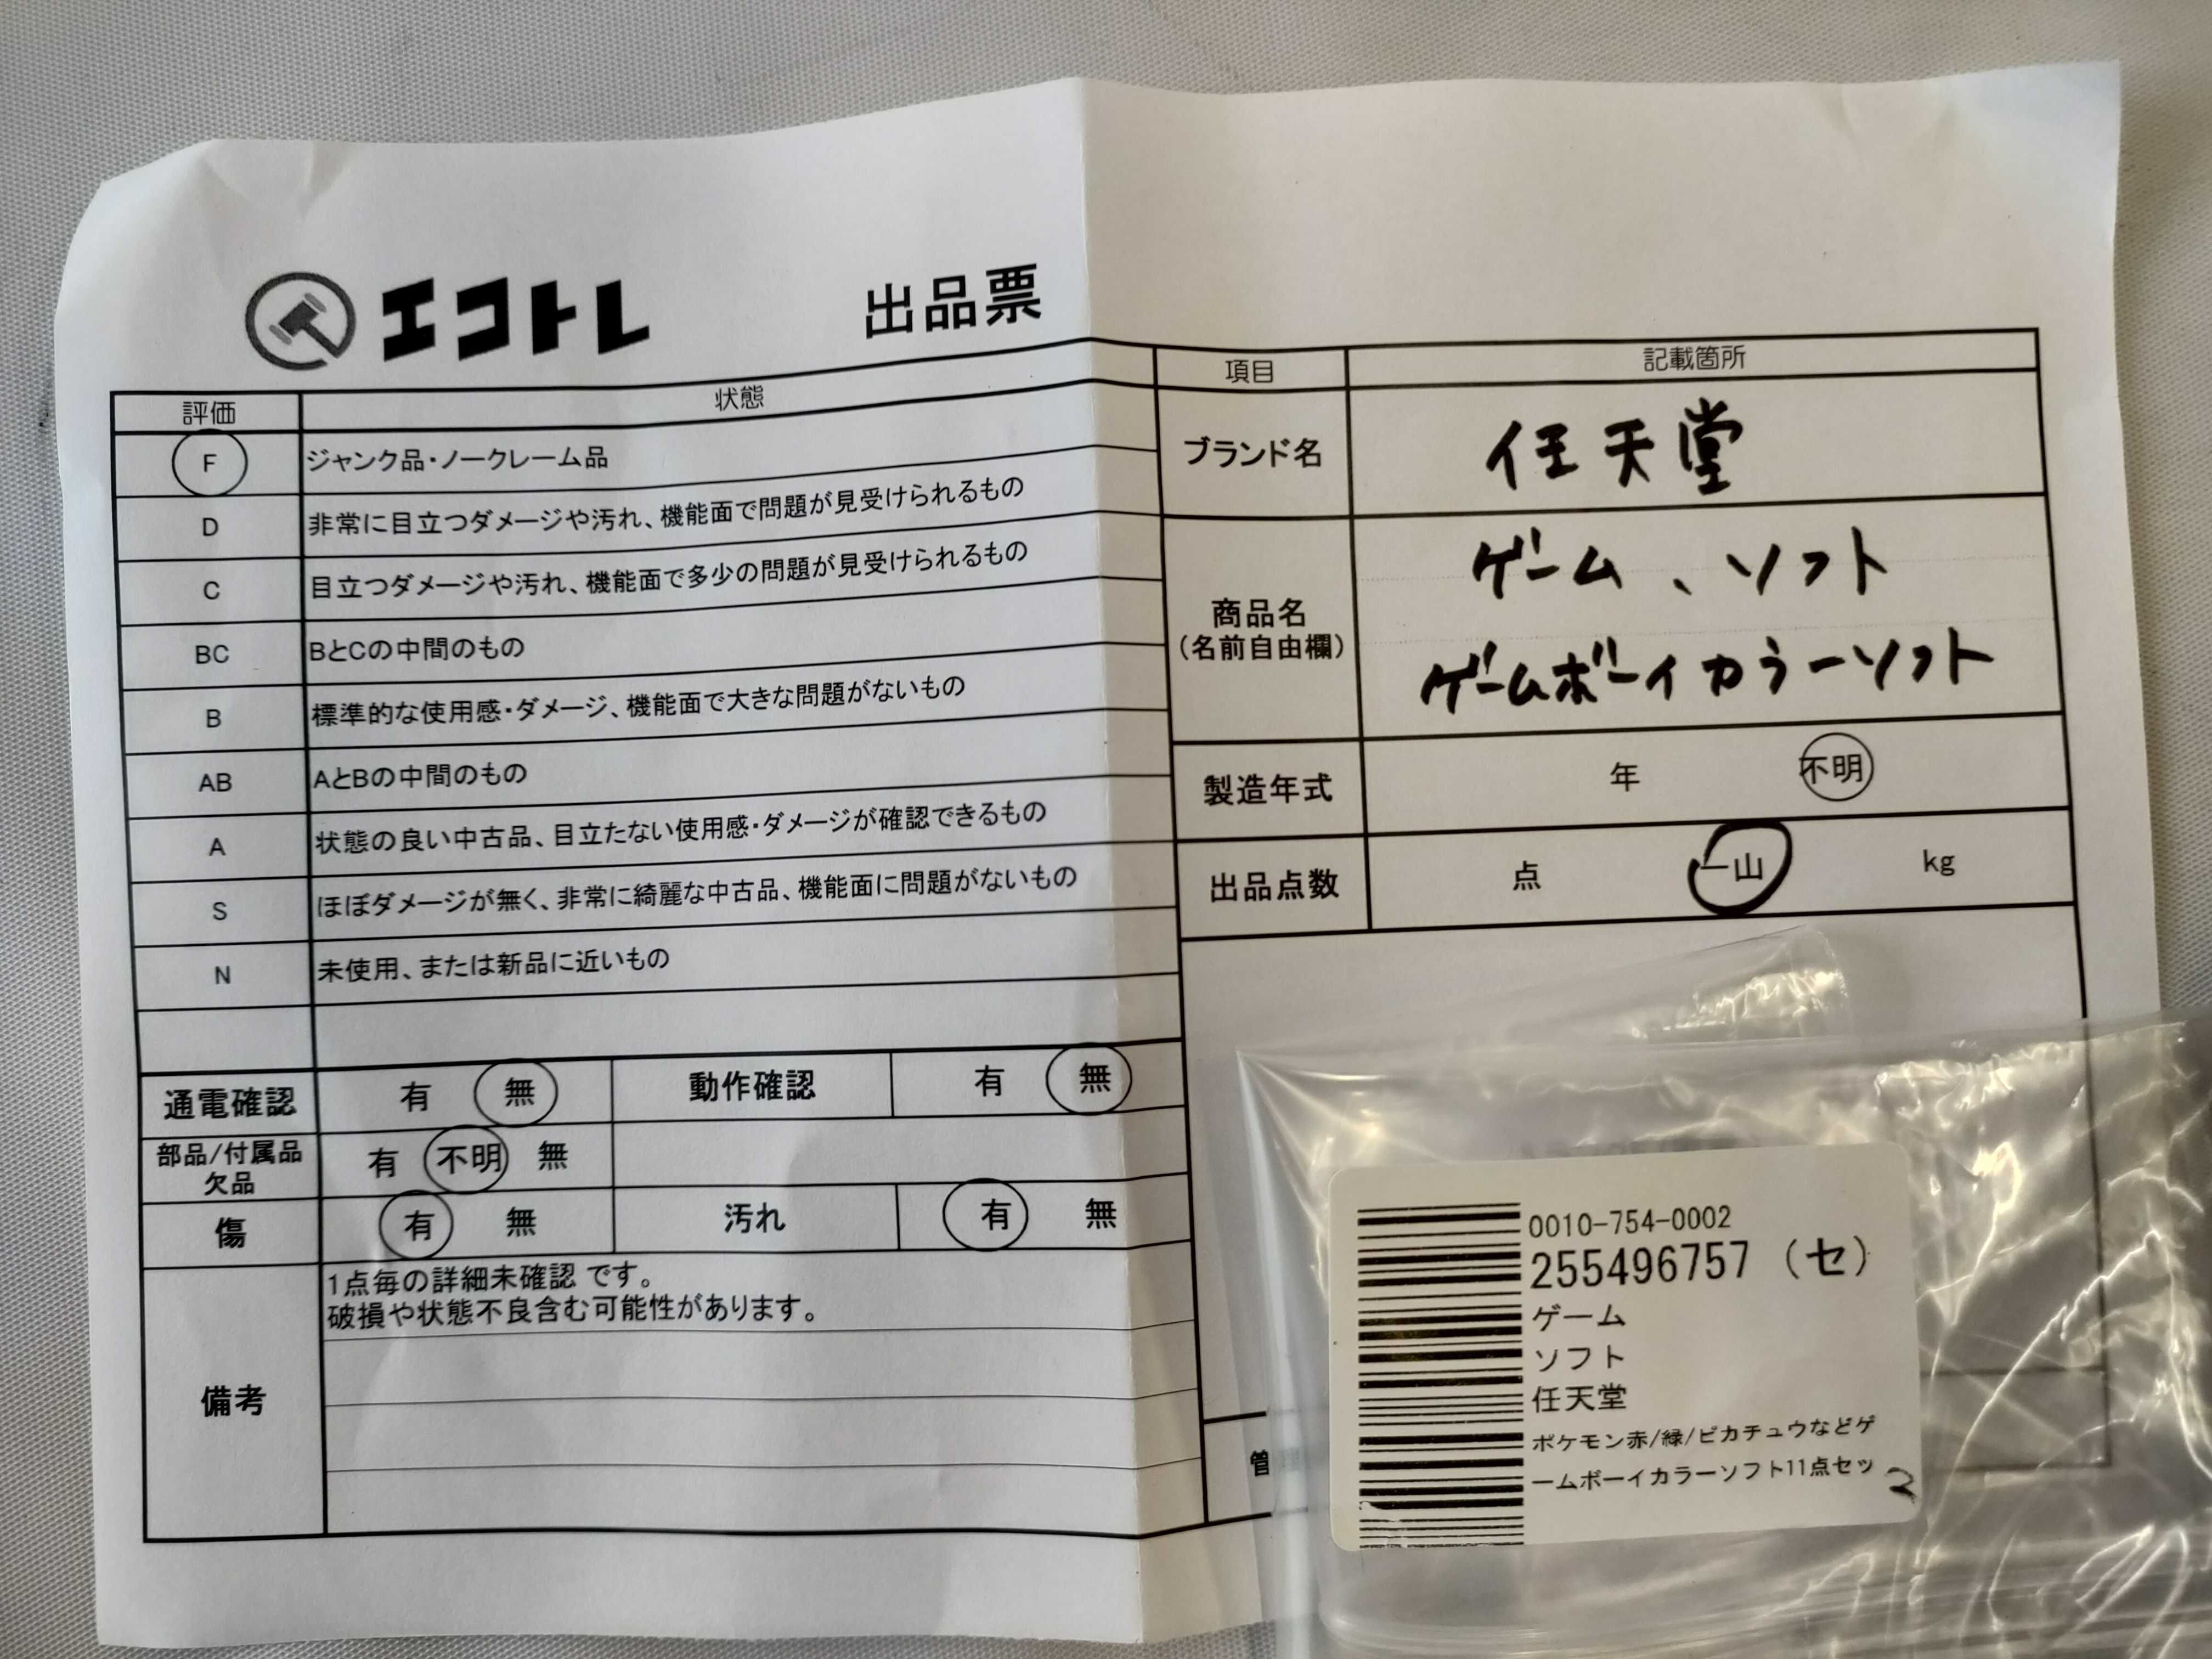 エコトレ 出品票
評価 状態
F ジャンク品・ノークレーム品
D 非常に目立つダメージや汚れ、機能面で問題が見受けられるもの
C 目立つダメージや汚れ、機能面で多少の問題が見受けられるもの
BC BとCの中間のもの
B 標準的な使用感・ダメージ、機能面で大きな問題がないもの
AB AとBの中間のもの
A 状態の良い中古品、目立たない使用感・ダメージが確認できるもの
S ほぼダメージが無く、非常に綺麗な中古品、機能面に問題がないもの
N 未使用、または新品に近いもの
通電確認 有 無 動作確認 有 無
部品/付属品
欠品 有 不明 無
傷 有 無 汚れ 有 無
備考
1点毎の詳細未確認 です。
破損や状態不良含む可能性があります。
項目 記載箇所
ブランド名 任天堂
商品名
(名前自由欄)
ゲーム、ソフト
ゲームボーイカラーソフト
製造年式 年 不明
出品点数 点 一山 kg
管
0010-754-0002
255496757 (セ)
ゲーム
ソフト
任天堂
ポケモン赤/緑/ピカチュウなどゲ
ームボーイカラーソフト11点セッ
2